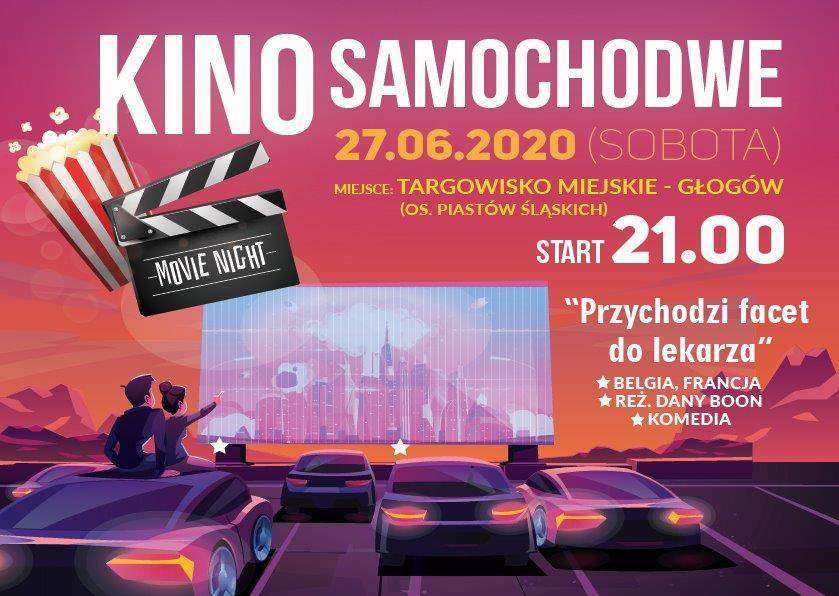 KINO SAMOCHODWE
27.06.2020 (SOBOTA)
MIEJSCE: TARGOWISKO MIEJSKIE - GŁOGÓW
(OS. PIASTÓW ŚLĄSKICH)
START 21.00
MOVIE NIGHT
"Przychodzi facet
do lekarza"
BELGIA, FRANCJA
REŻ. DANY BOON
KOMEDIA